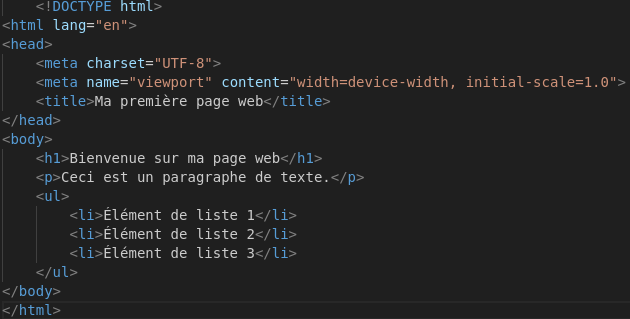 <!DOCTYPE html>
<html lang="en">
<head>
    <meta charset="UTF-8">
    <meta name="viewport" content="width=device-width, initial-scale=1.0">
    <title>Ma première page web</title>
</head>
<body>
    <h1>Bienvenue sur ma page web</h1>
    <p>Ceci est un paragraphe de texte.</p>
    <ul>
        <li>Élément de liste 1</li>
        <li>Élément de liste 2</li>
        <li>Élément de liste 3</li>
    </ul>
</body>
</html>